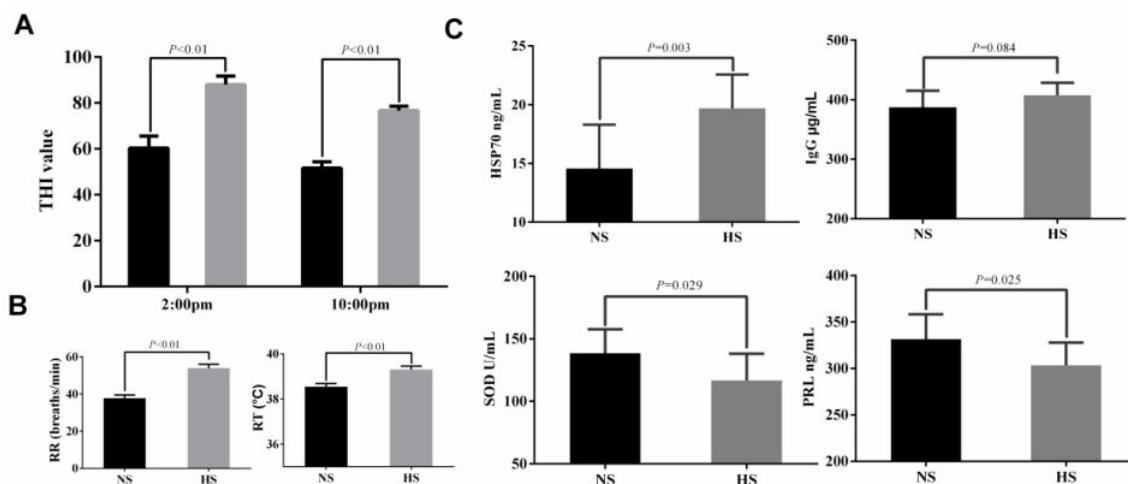 A
THI value
100
80
60
40
20
0
P<0.01
P<0.01
2:00pm
10:00pm
B
RR (breaths/min)
60
40
20
0
P<0.01
NS
HS
RT (°C)
40
38
36
P<0.01
NS
HS
C
HSP70 ng/mL
25
20
15
10
P=0.003
NS
HS
IgG µg/mL
500
400
300
200
P=0.084
NS
HS
SOD U/mL
200
150
100
50
P=0.029
NS
HS
PRL ng/mL
400
350
300
250
200
P=0.025
NS
HS